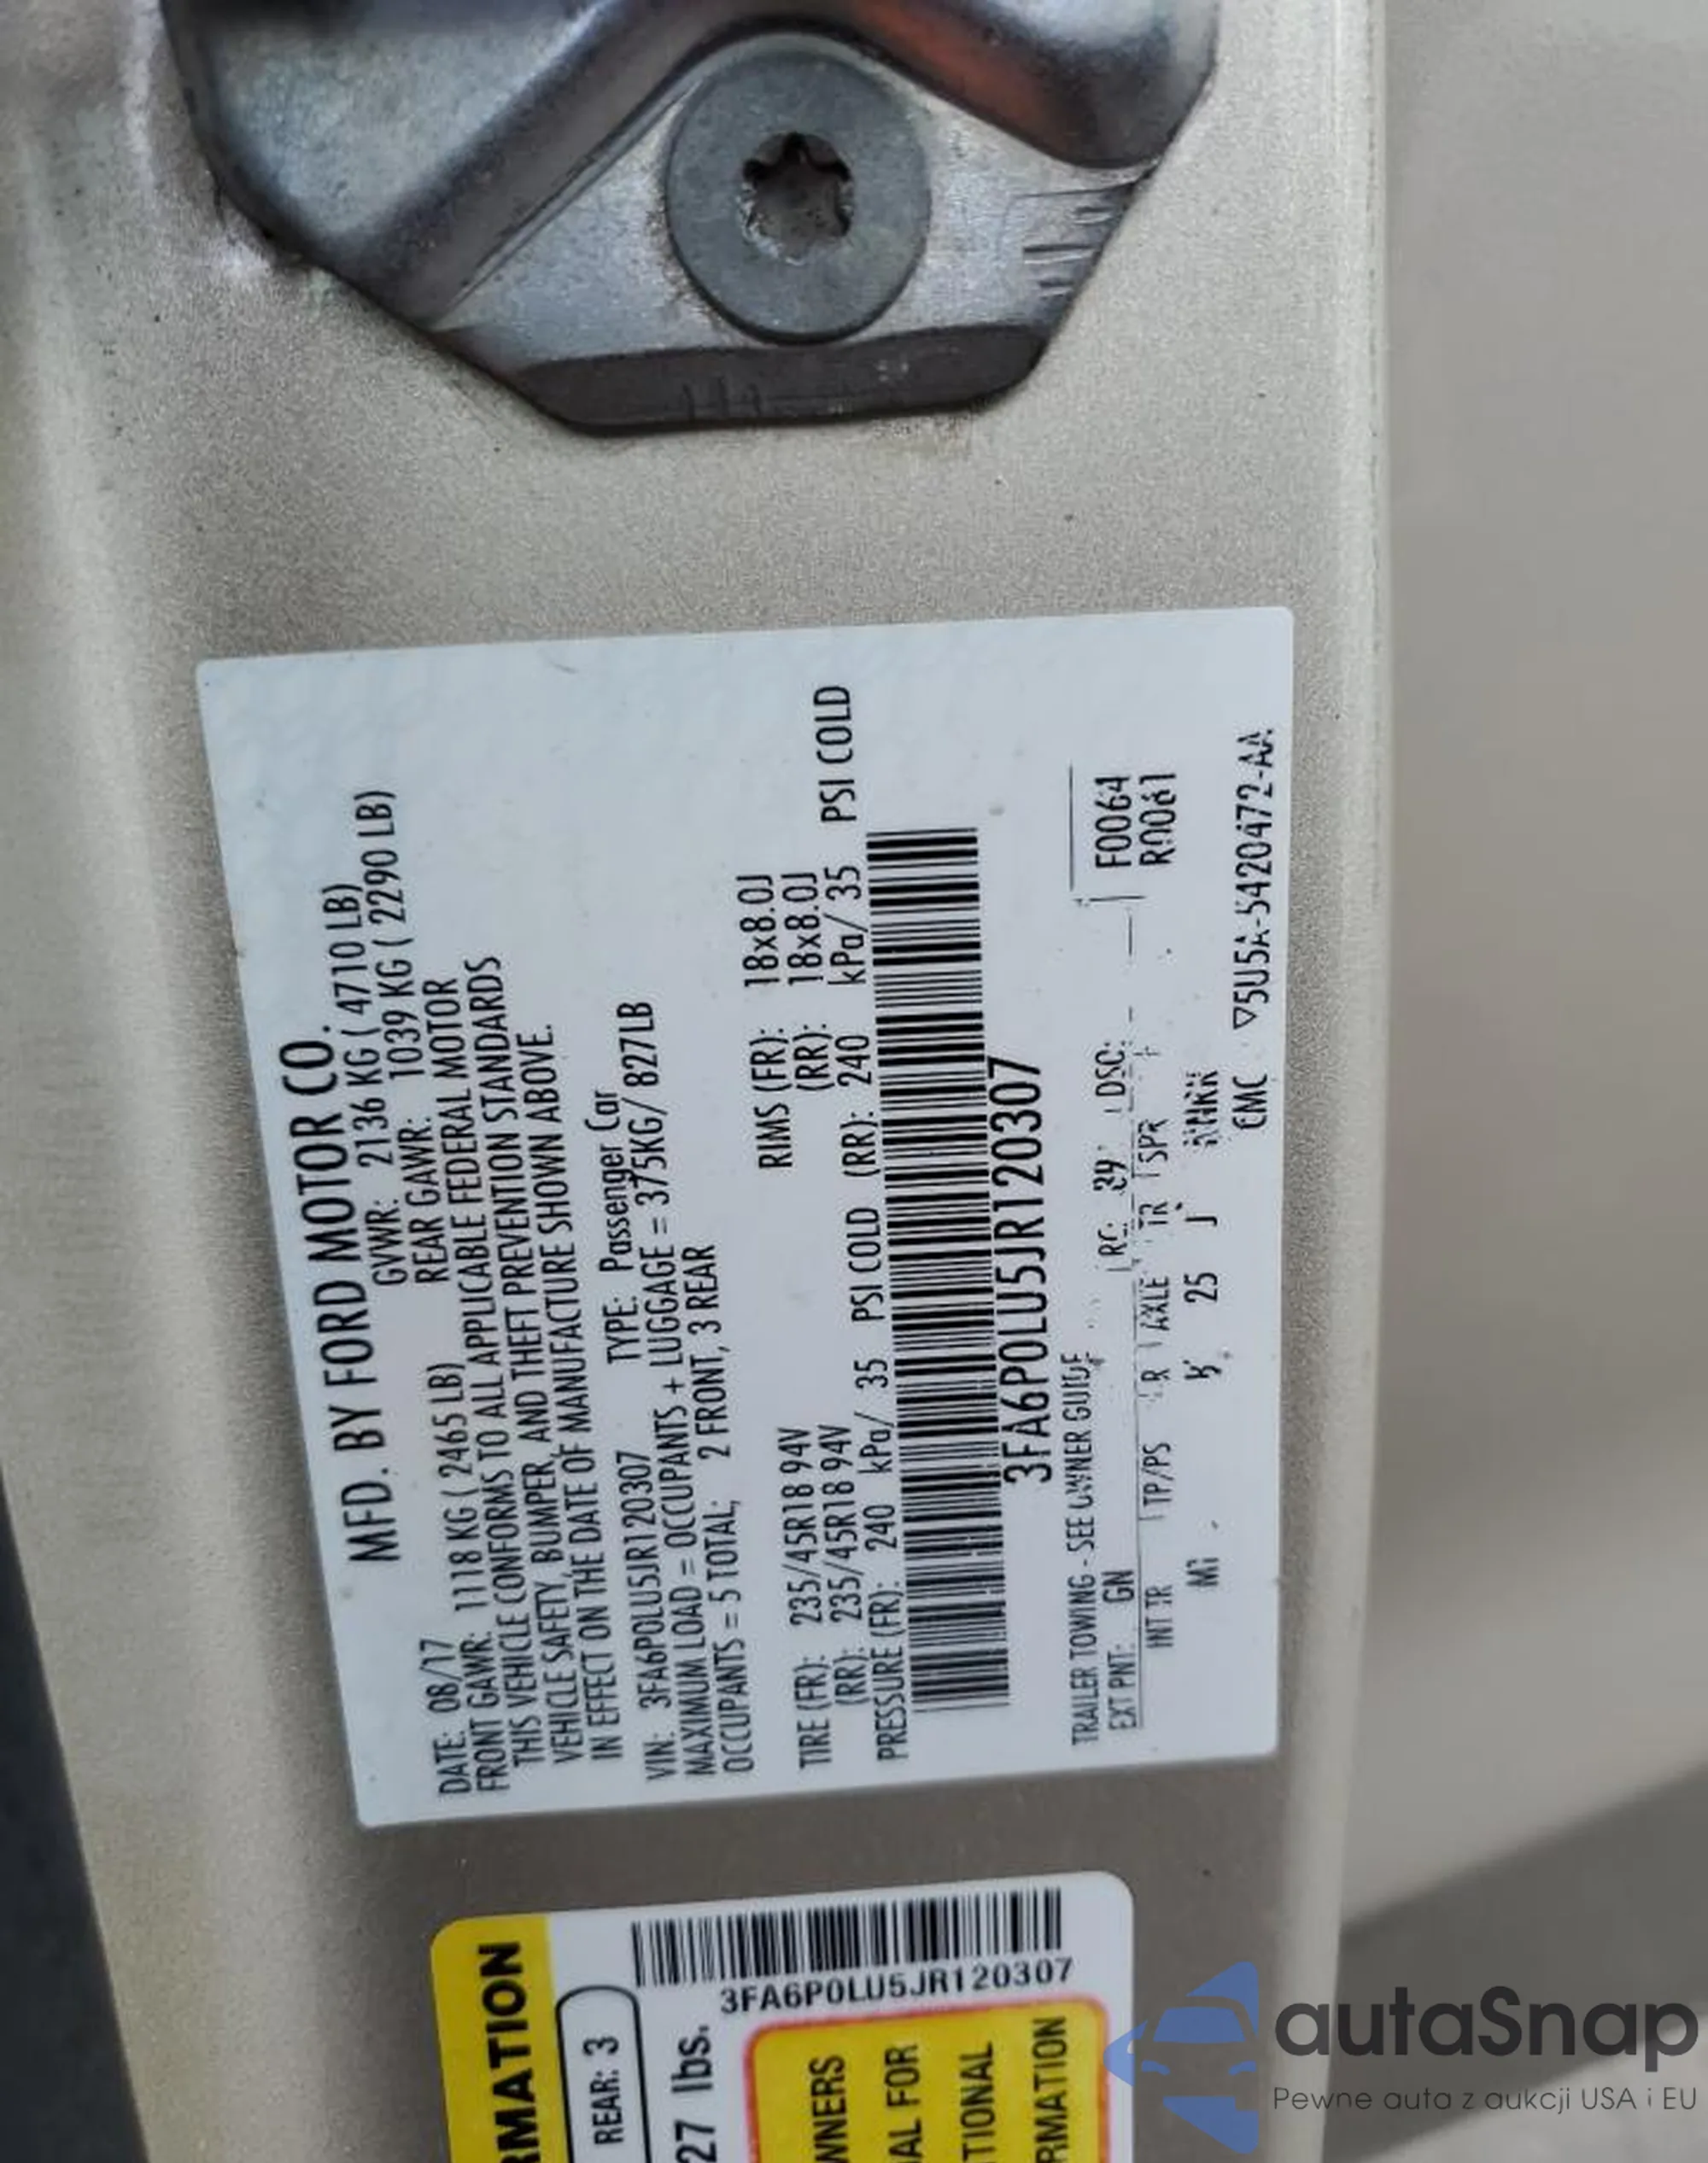 MFD. BY FORD MOTOR CO.
DATE: 08/17 GVWR: 2136 KG ( 4710 LB)
FRONT GAWR: 1118 KG ( 2465 LB) REAR GAWR: 1039 KG ( 2290 LB)
THIS VEHICLE CONFORMS TO ALL APPLICABLE FEDERAL MOTOR
VEHICLE SAFETY, BUMPER, AND THEFT PREVENTION STANDARDS
IN EFFECT ON THE DATE OF MANUFACTURE SHOWN ABOVE.
VIN: 3FA6P0LU5JR120307 TYPE: Passenger Car
MAXIMUM LOAD = OCCUPANTS + LUGGAGE = 375KG/ 827LB
OCCUPANTS = 5 TOTAL; 2 FRONT, 3 REAR
TIRE (FR): 235/45R18 94V RIMS (FR): 18x8.0J
(RR): 235/45R18 94V (RR): 18x8.0J
PRESSURE (FR): 240 kPa/ 35 PSI COLD (RR): 240 kPa/ 35 PSI COLD
3FA6P0LU5JR120307
TRAILER TOWING - SEE OWNER GUIDE
EXT PNT: GN RC: 39 DSO: F0064
INT TR TP/PS R AXLE TR SPR R0061
25 J
CMC ▽5U5A-5420472-AA
RMATION
REAR: 3
27 lbs.
3FA6P0LU5JR120307
WNERS
AL FOR
TIONAL
RMATION
autaSnap
Pewne auta z aukcji USA i EU